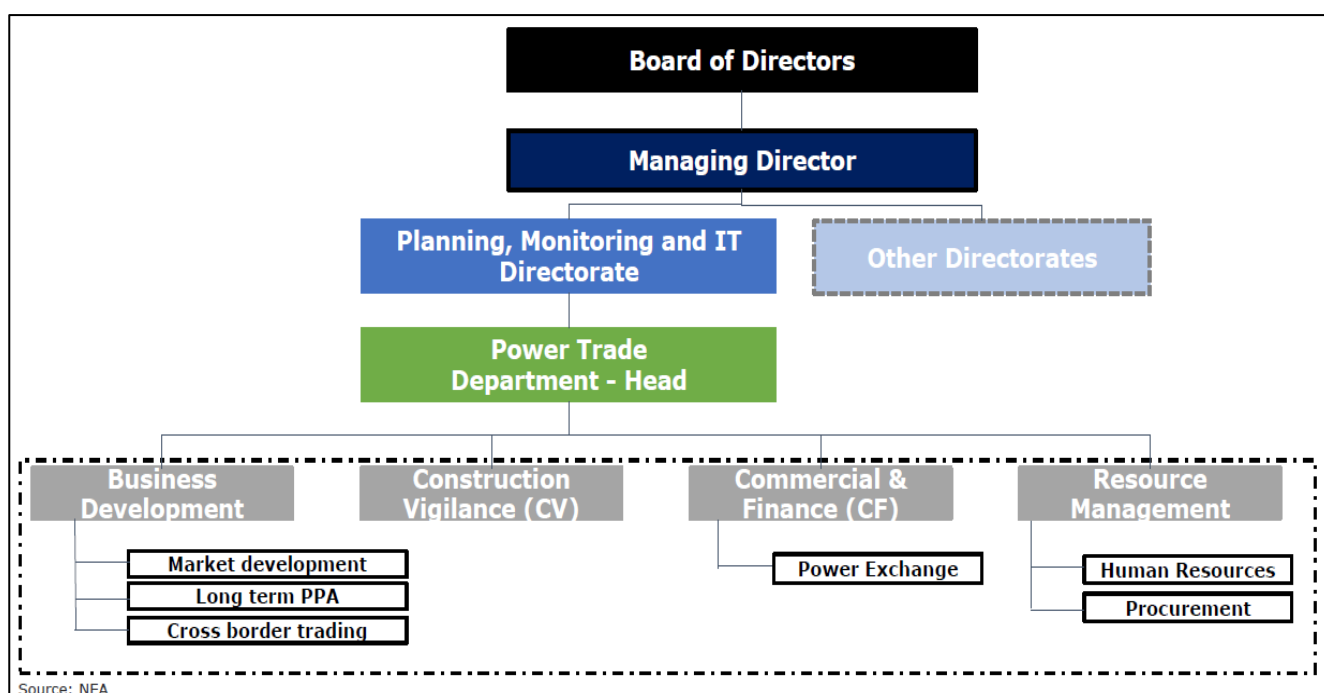 Board of Directors
Managing Director
Planning, Monitoring and IT
Directorate
Other Directorates
Power Trade
Department - Head
Business
Development
Construction
Vigilance (CV)
Commercial &
Finance (CF)
Resource
Management
Market development
Long term PPA
Cross border trading
Power Exchange
Human Resources
Procurement
Source: NEA